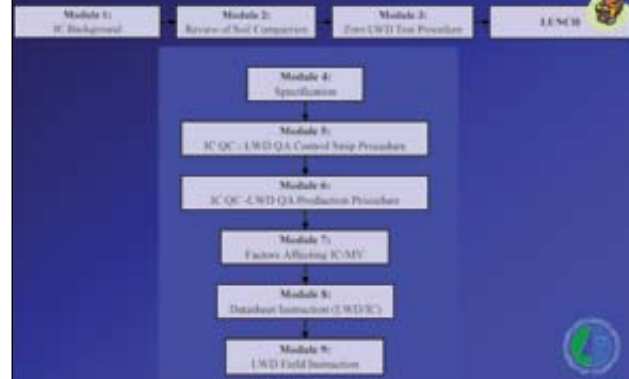 Module 1:
IC Background
Module 2:
Review of Soil Compaction
Module 3:
Zorn LWD Test Procedure
LUNCH
Module 4:
Specification
Module 5:
IC QC - LWD QA Control Strip Procedure
Module 6:
IC QC -LWD QA Production Procedure
Module 7:
Factors Affecting IC-MV
Module 8:
Datasheet Instruction (LWD/IC)
Module 9:
LWD Field Instruction